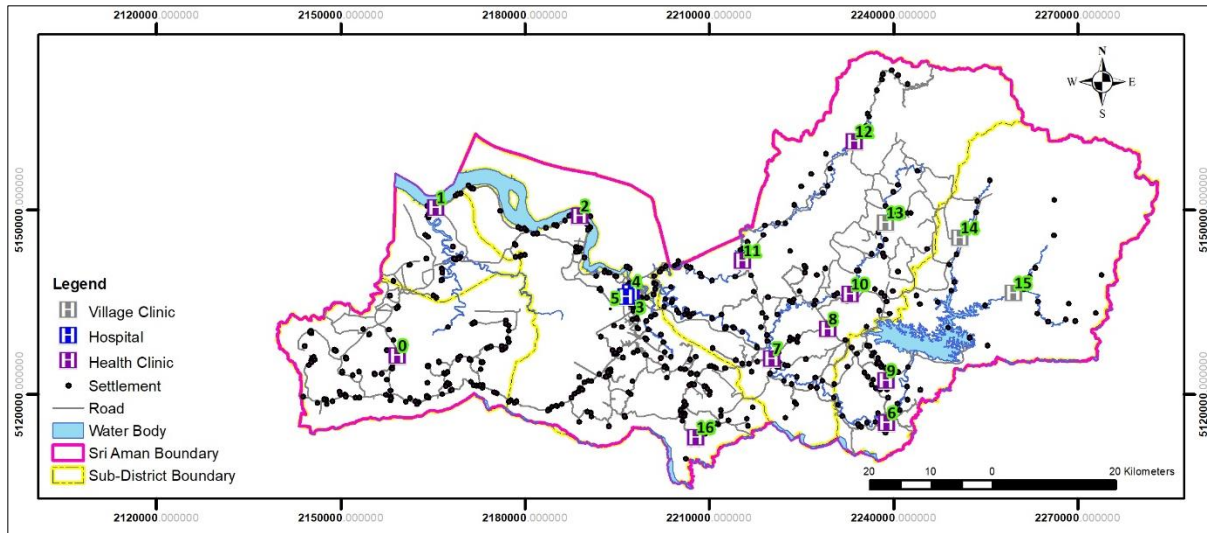 2120000.000000 2150000.000000 2180000.000000 2210000.000000 2240000.000000 2270000.000000
N
W E
S
12
1
2
13
14
5150000.000000 5150000.000000
11
4
5
3
10
15
8
0
7
9
6
16
5120000.000000 5120000.000000
Legend
Village Clinic
Hospital
Health Clinic
Settlement
Road
Water Body
Sri Aman Boundary
Sub-District Boundary
20 10 0 20 Kilometers
2120000.000000 2150000.000000 2180000.000000 2210000.000000 2240000.000000 2270000.000000